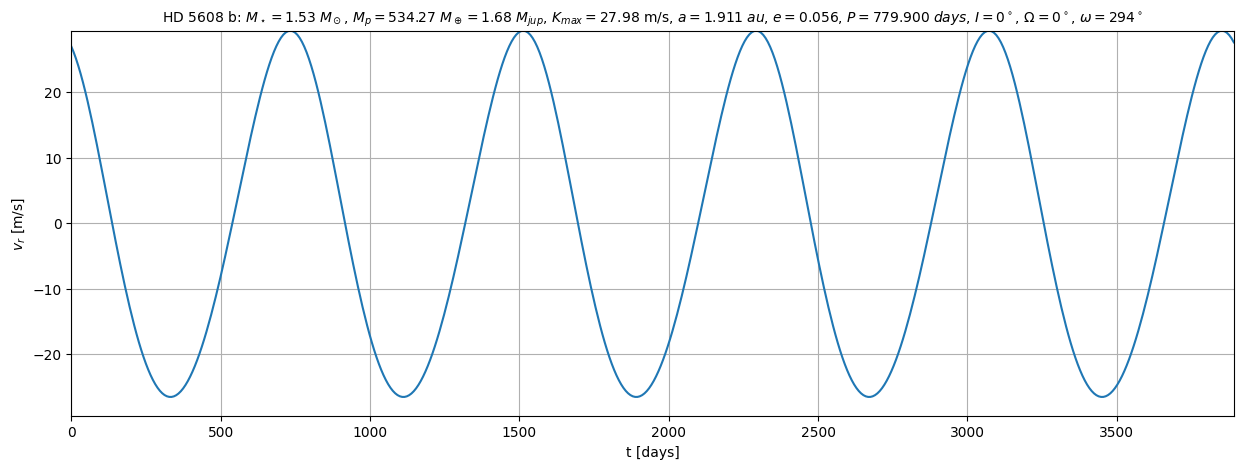 HD 5608 b: M⋆ = 1.53 M⊙, Mp = 534.27 M⊕ = 1.68 Mjup, Kmax = 27.98 m/s, a = 1.911 au, e = 0.056, P = 779.900 days, I = 0°, Ω = 0°, ω = 294°
vr [m/s]
20
10
0
−10
−20
0 500 1000 1500 2000 2500 3000 3500
t [days]